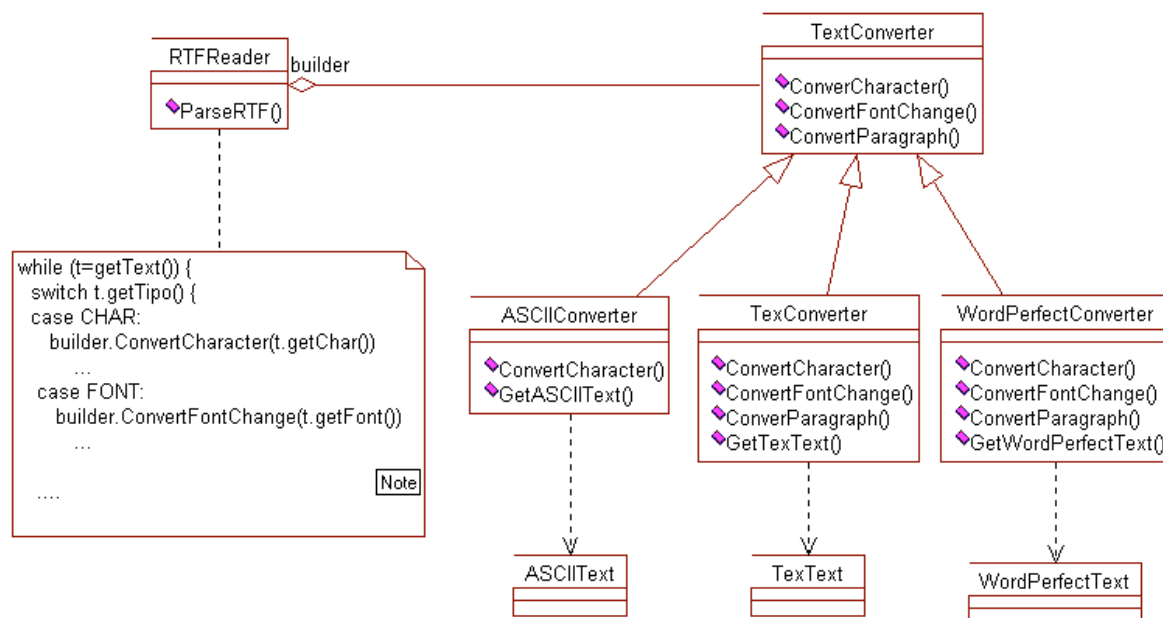 RTFReader
ParseRTF()
builder
TextConverter
ConverCharacter()
ConvertFontChange()
ConvertParagraph()
while (t=getText()) {
switch t.getTipo() {
case CHAR:
builder.ConvertCharacter(t.getChar())
...
case FONT:
builder.ConvertFontChange(t.getFont())
...
....
Note
ASCIIConverter
ConvertCharacter()
GetASCIIText()
TexConverter
ConvertCharacter()
ConvertFontChange()
ConverParagraph()
GetTexText()
WordPerfectConverter
ConvertCharacter()
ConvertFontChange()
ConvertParagraph()
GetWordPerfectText()
ASCIIText
TexText
WordPerfectText